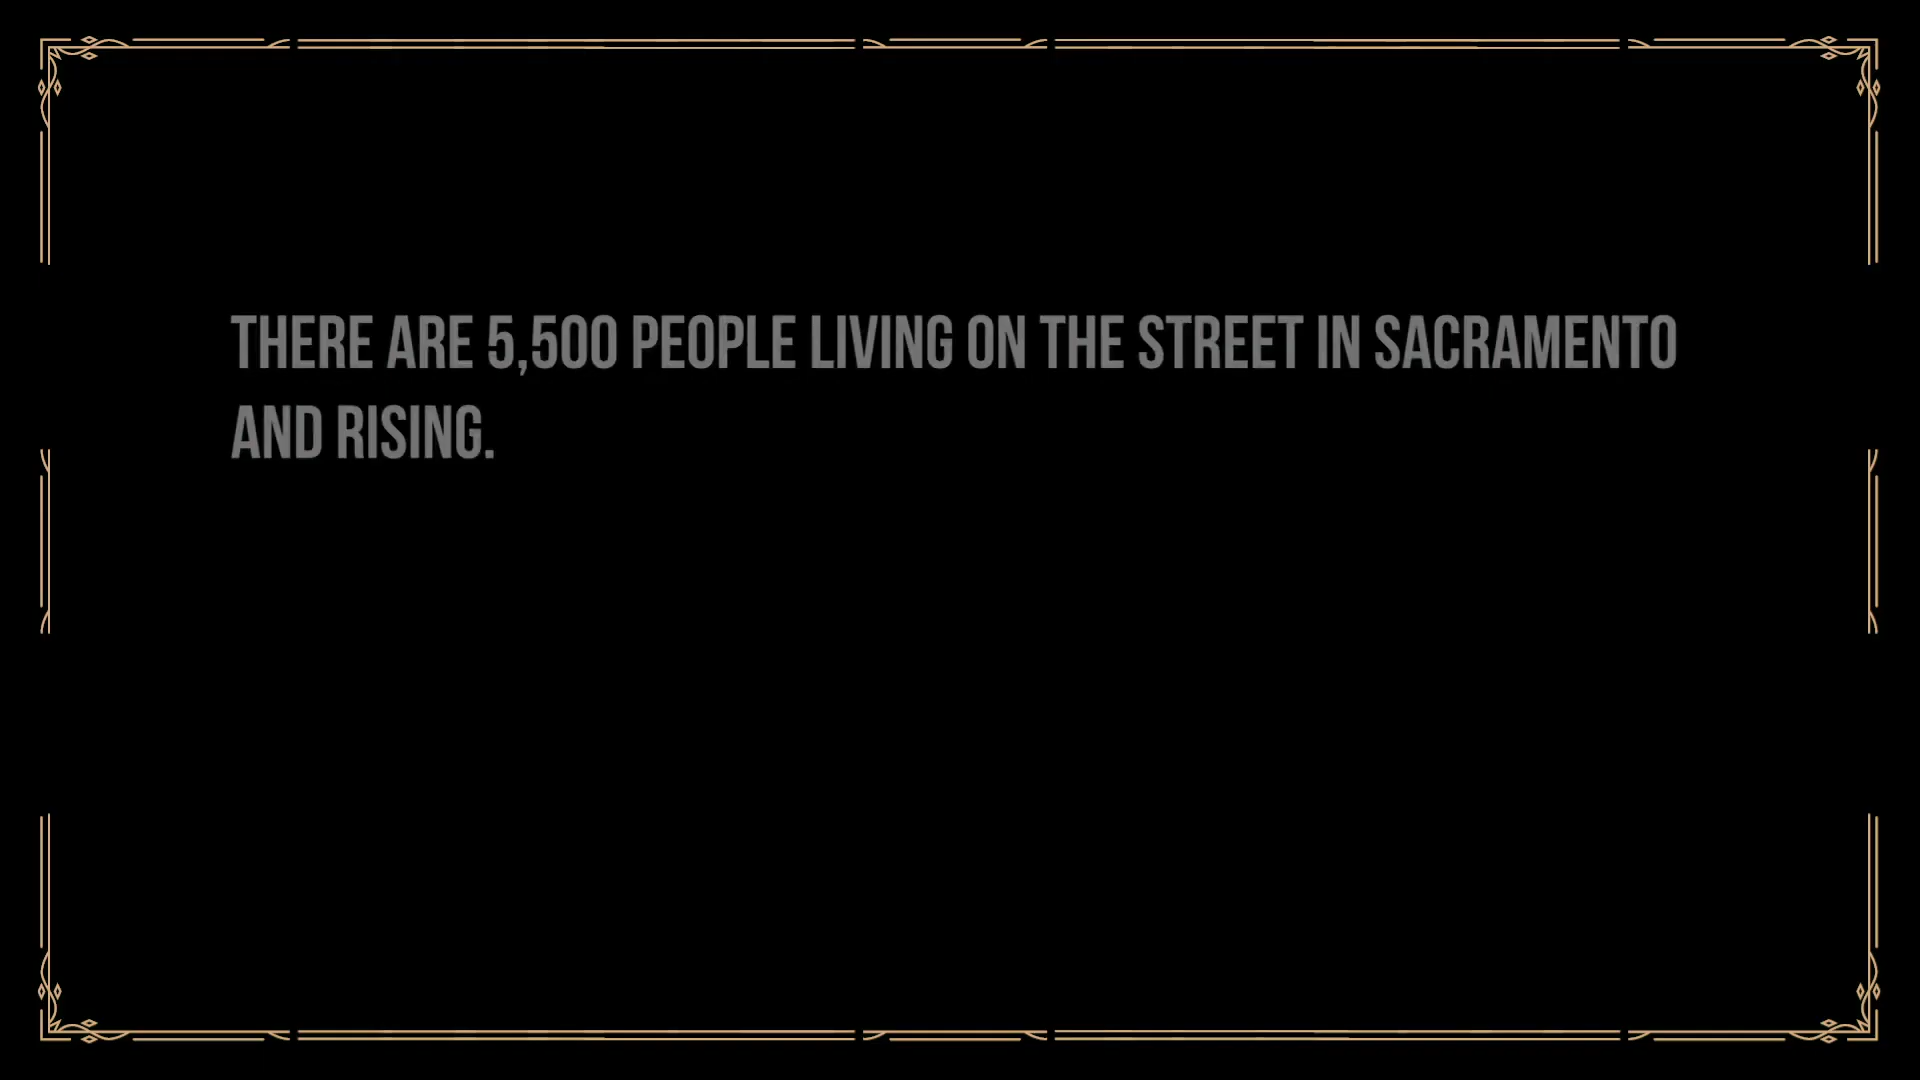 THERE ARE 5,500 PEOPLE LIVING ON THE STREET IN SACRAMENTO
AND RISING.